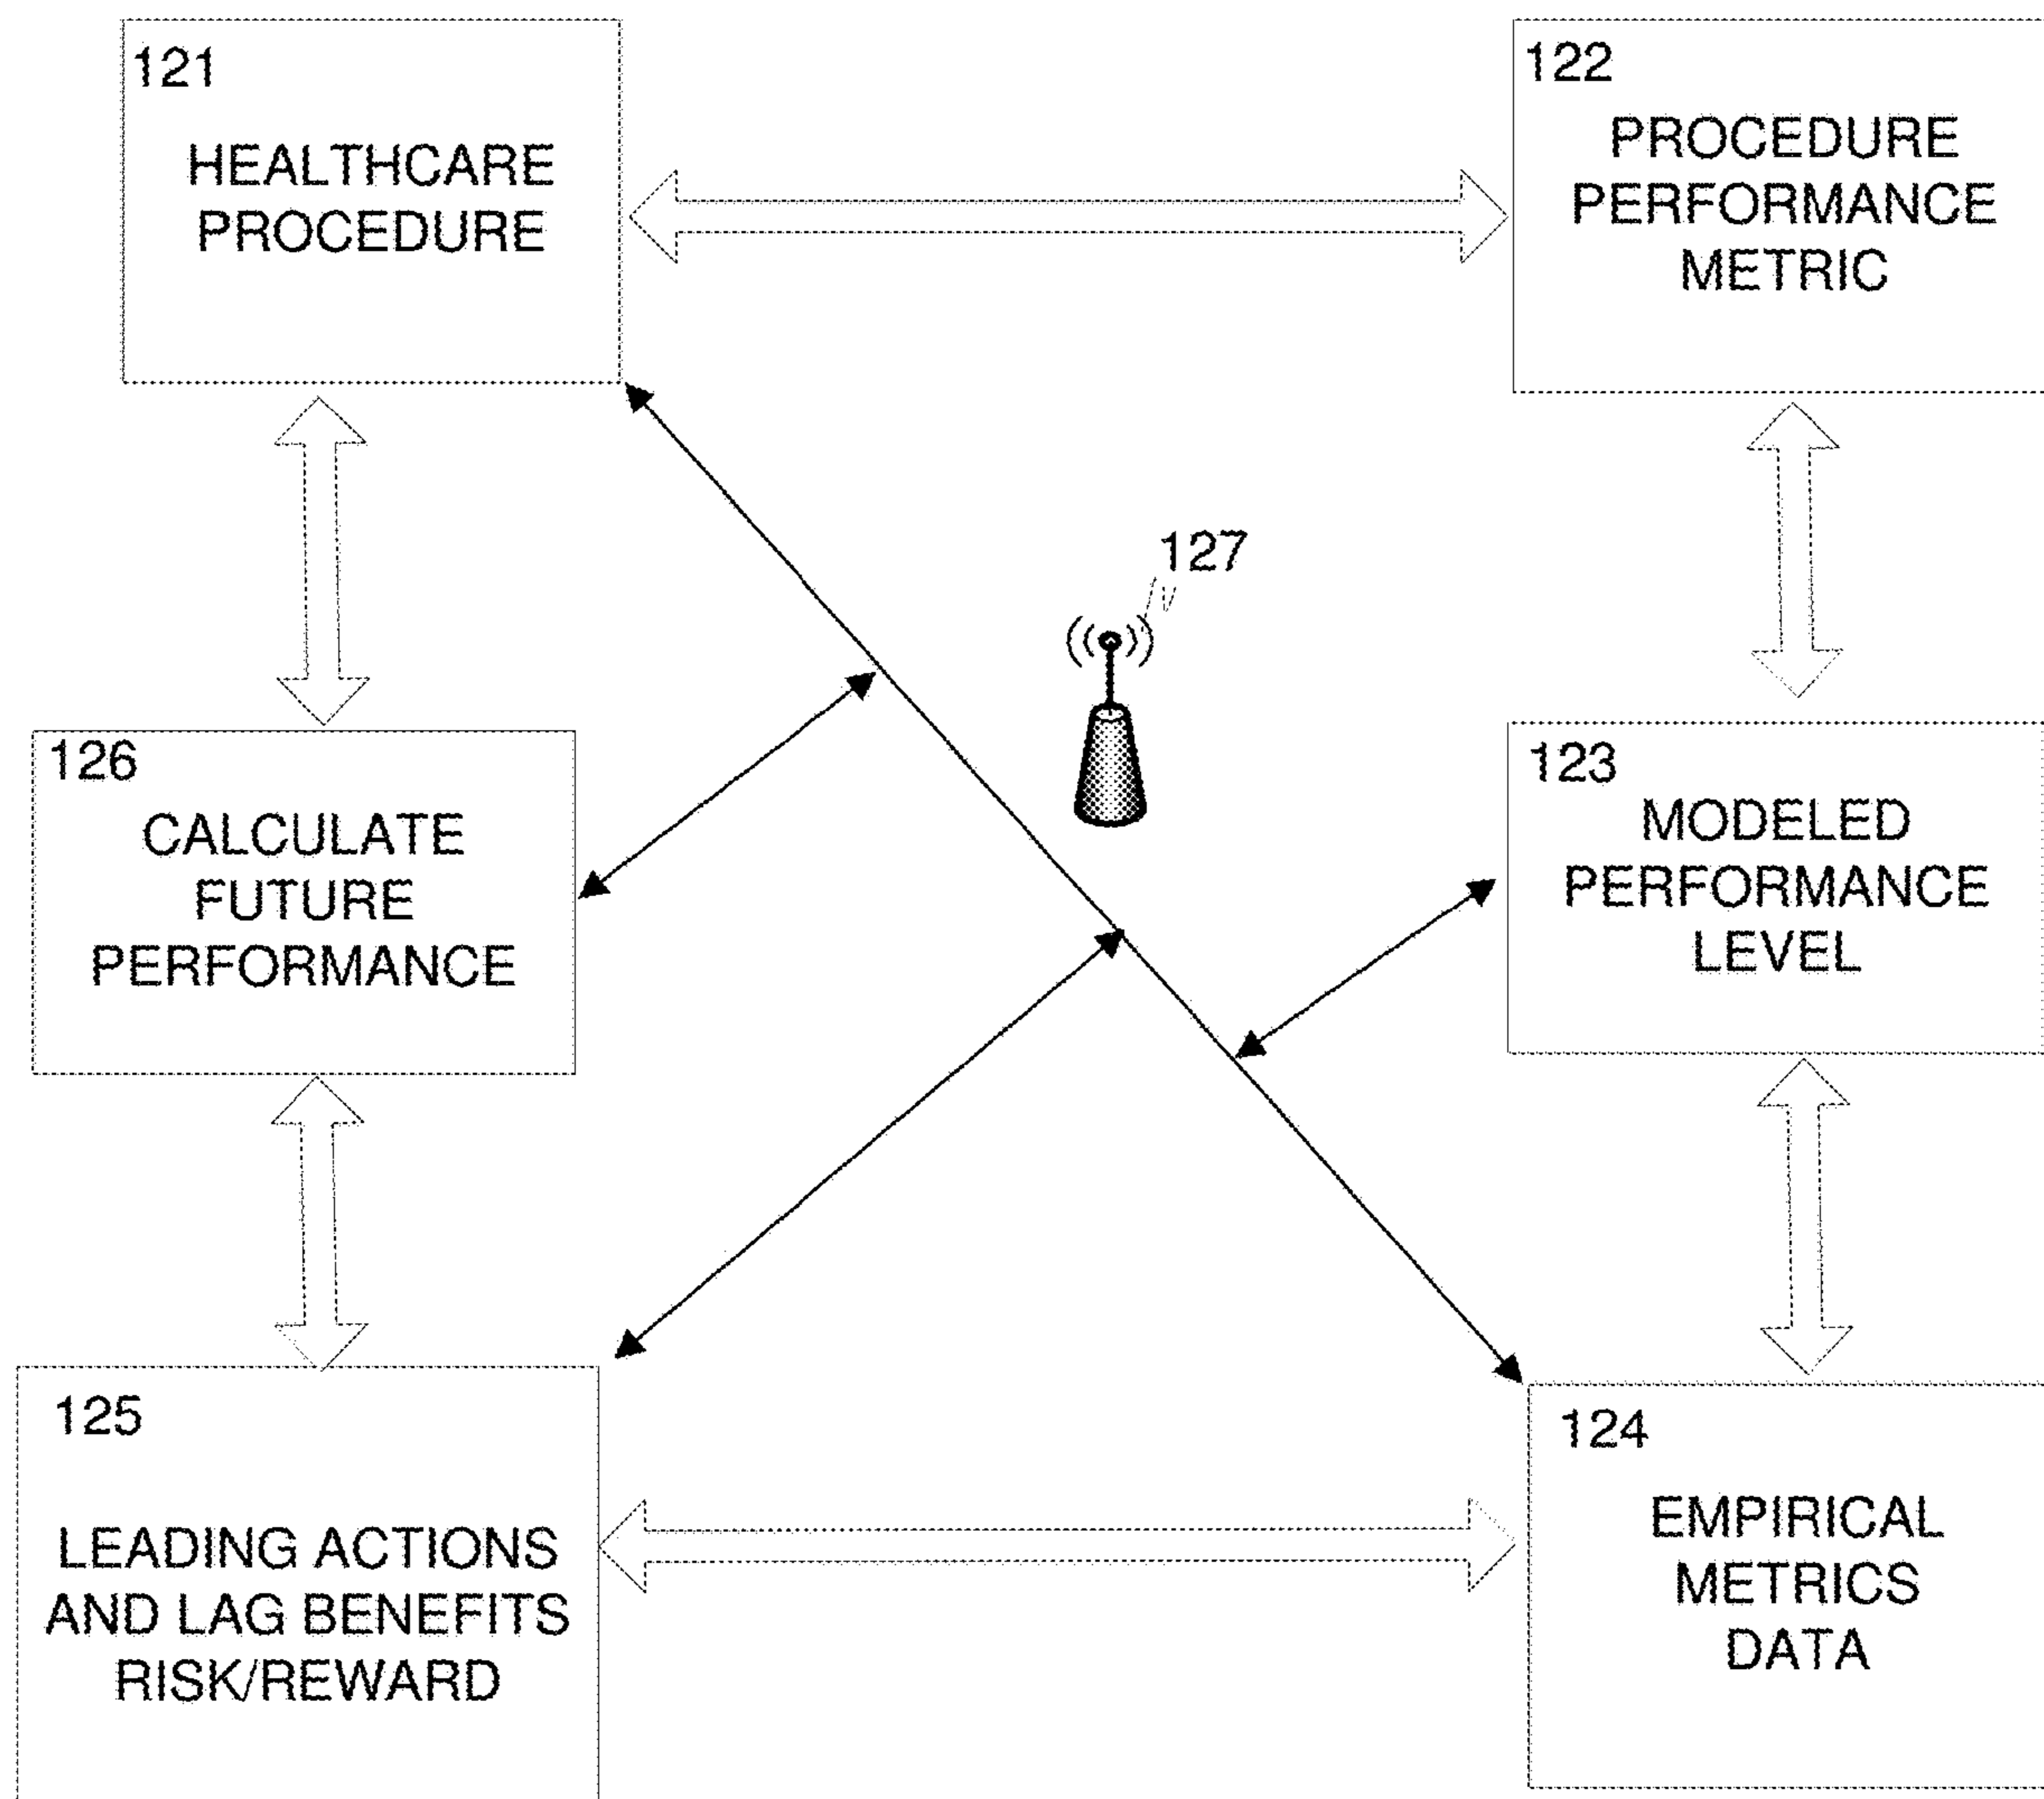 121
HEALTHCARE
PROCEDURE
122
PROCEDURE
PERFORMANCE
METRIC
127
126
CALCULATE
FUTURE
PERFORMANCE
123
MODELED
PERFORMANCE
LEVEL
125
LEADING ACTIONS
AND LAG BENEFITS
RISK/REWARD
124
EMPIRICAL
METRICS
DATA